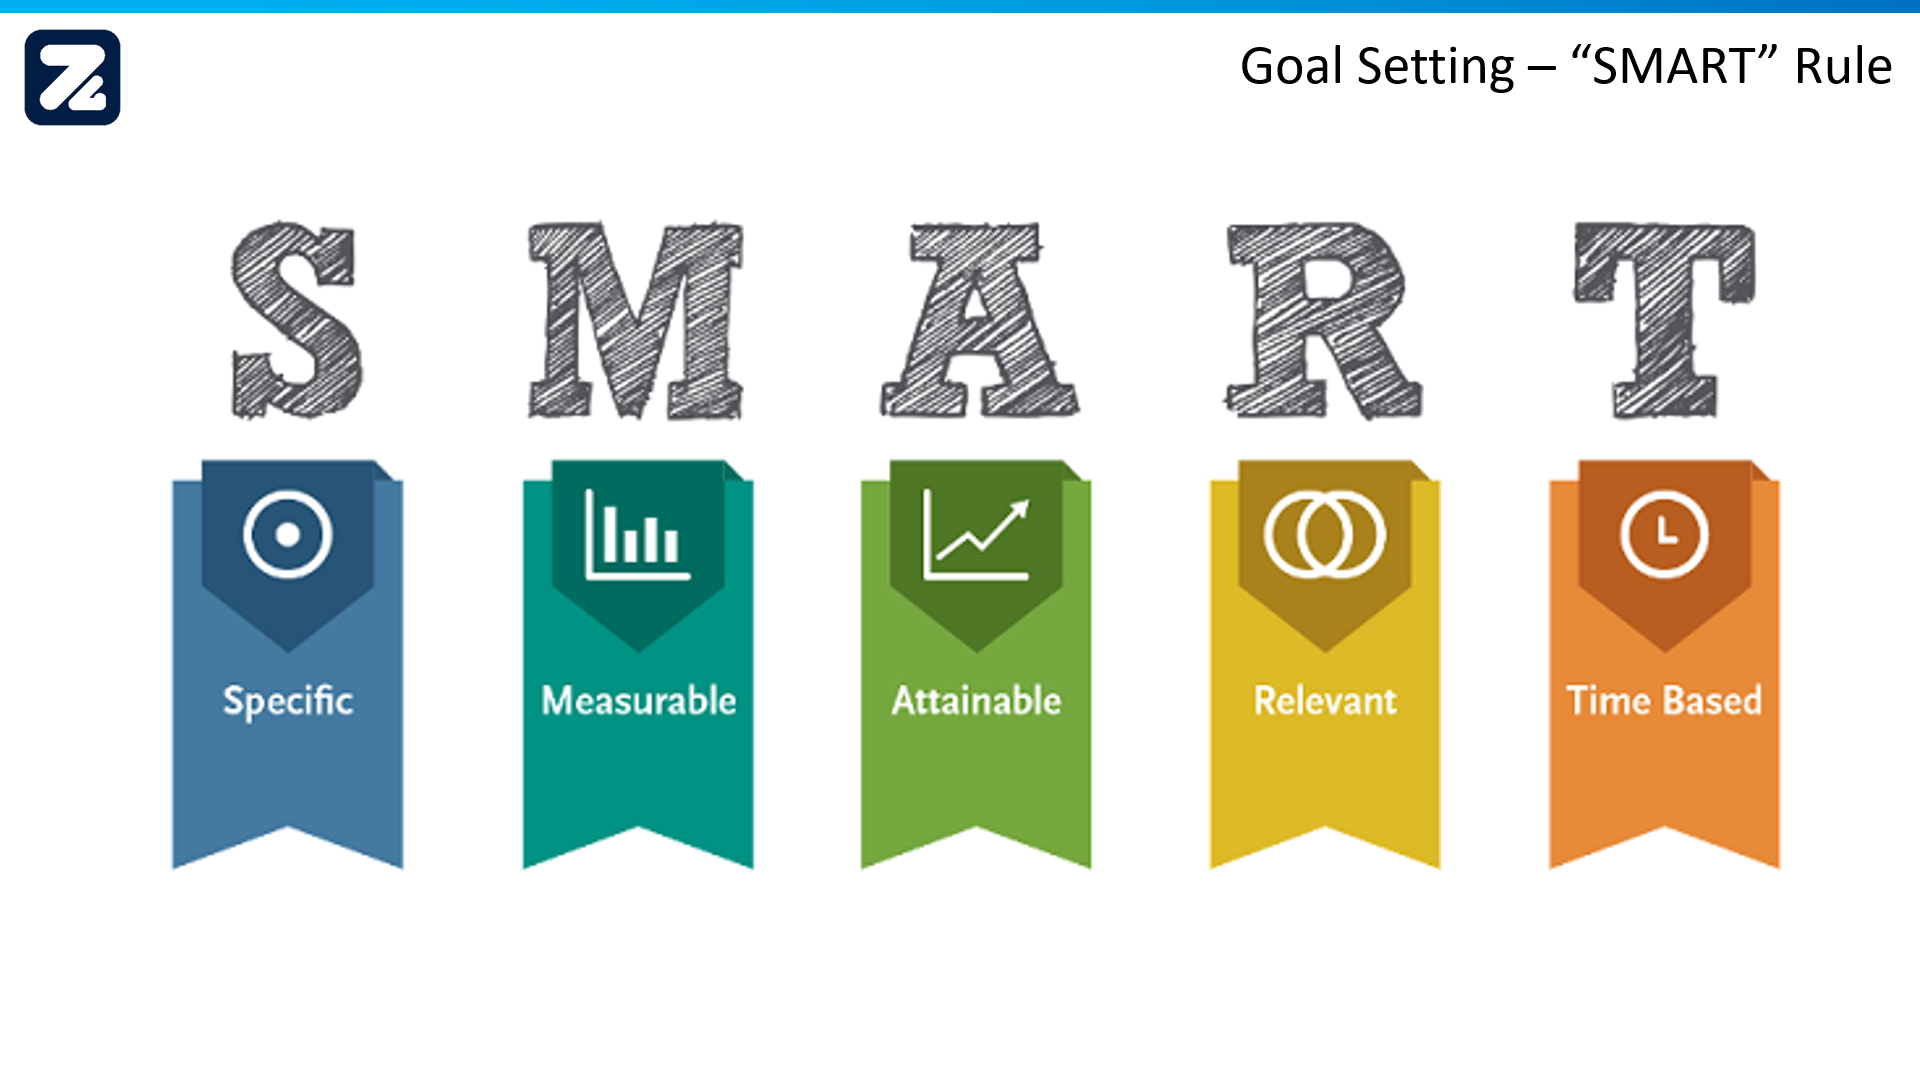 Goal Setting – “SMART” Rule
S M A R T
Specific
Measurable
Attainable
Relevant
Time Based